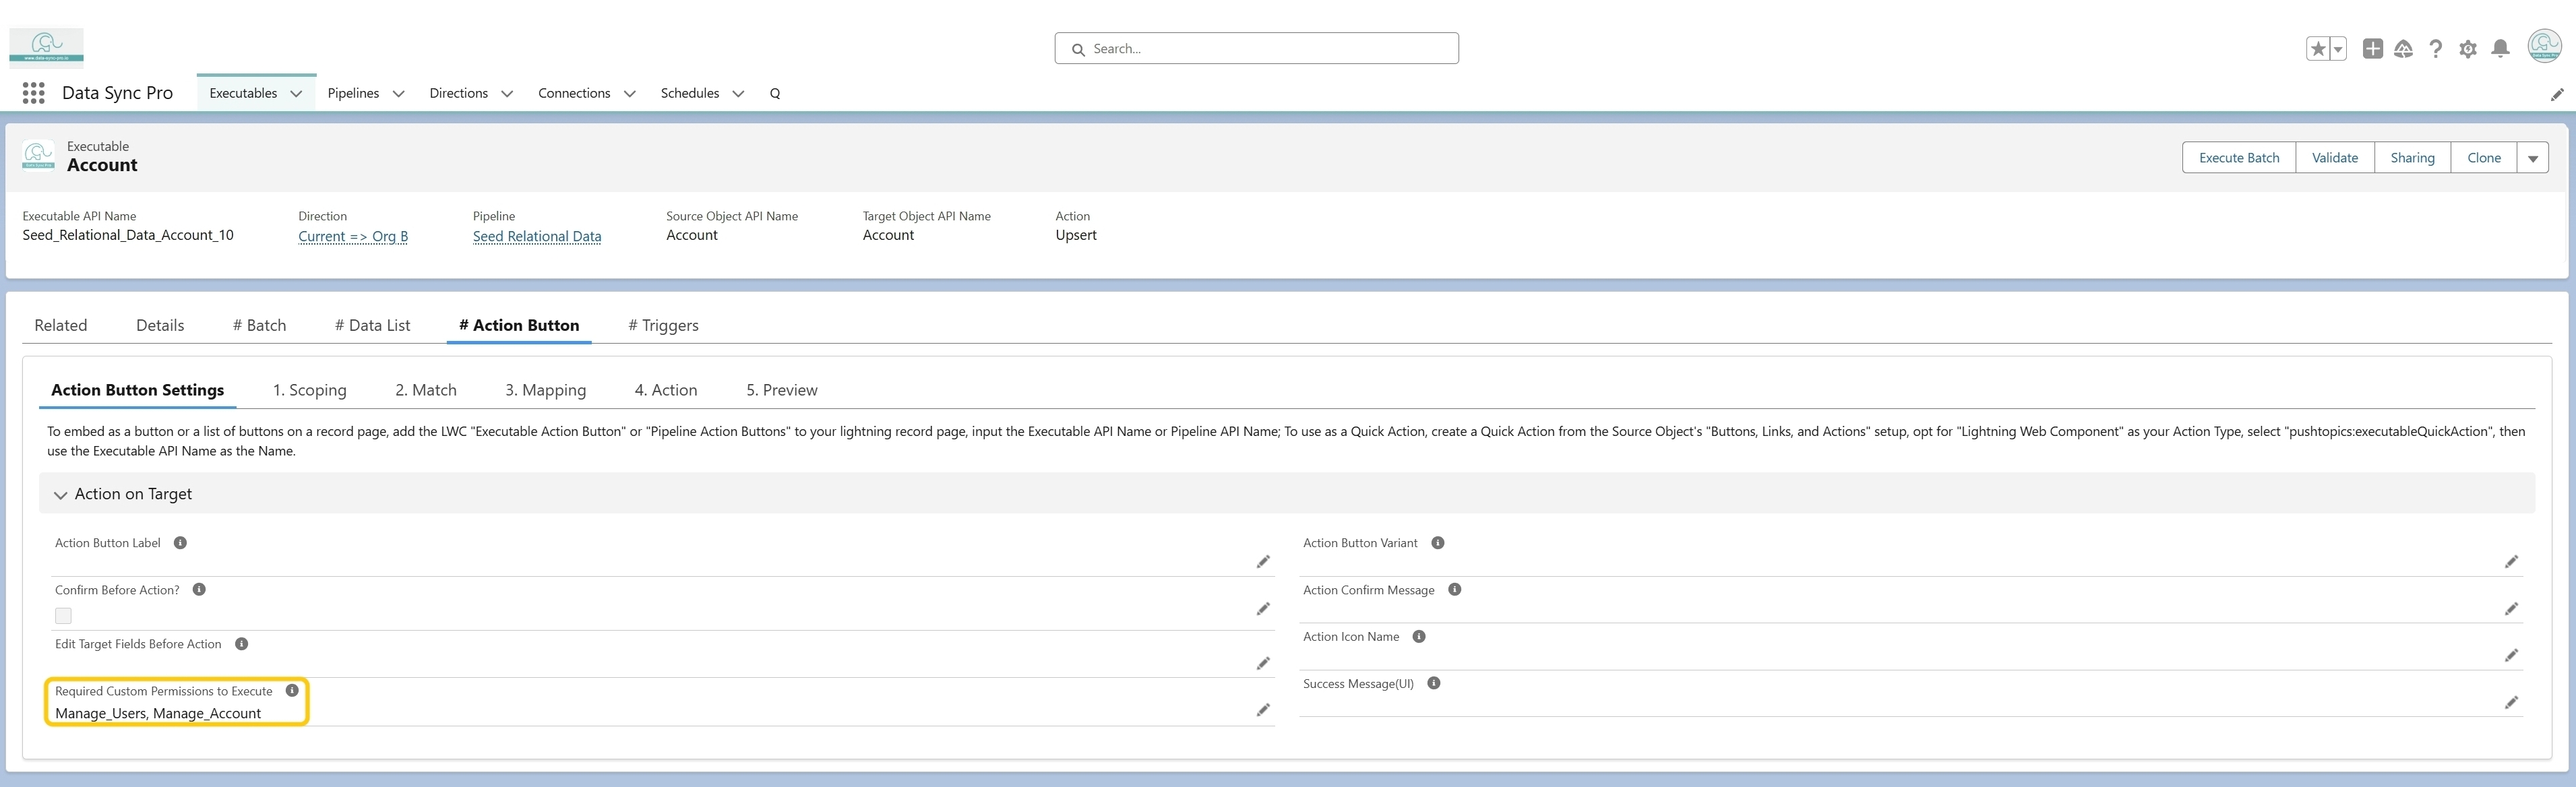 www.data-sync-pro.io
Search...
Data Sync Pro
Executables
Pipelines
Directions
Connections
Schedules
Q
Executable
Account
Execute Batch
Validate
Sharing
Clone
Executable API Name
Seed_Relational_Data_Account_10
Direction
Current => Org B
Pipeline
Seed Relational Data
Source Object API Name
Account
Target Object API Name
Account
Action
Upsert
Related
Details
# Batch
# Data List
# Action Button
# Triggers
Action Button Settings
1. Scoping
2. Match
3. Mapping
4. Action
5. Preview
To embed as a button or a list of buttons on a record page, add the LWC "Executable Action Button" or "Pipeline Action Buttons" to your lightning record page, input the Executable API Name or Pipeline API Name; To use as a Quick Action, create a Quick Action from the Source Object's "Buttons, Links, and Actions" setup, opt for "Lightning Web Component" as your Action Type, select "pushtopics:executableQuickAction", then
use the Executable API Name as the Name.
Action on Target
Action Button Label
Action Button Variant
Confirm Before Action?
Action Confirm Message
Edit Target Fields Before Action
Action Icon Name
Required Custom Permissions to Execute
Manage_Users, Manage_Account
Success Message(UI)